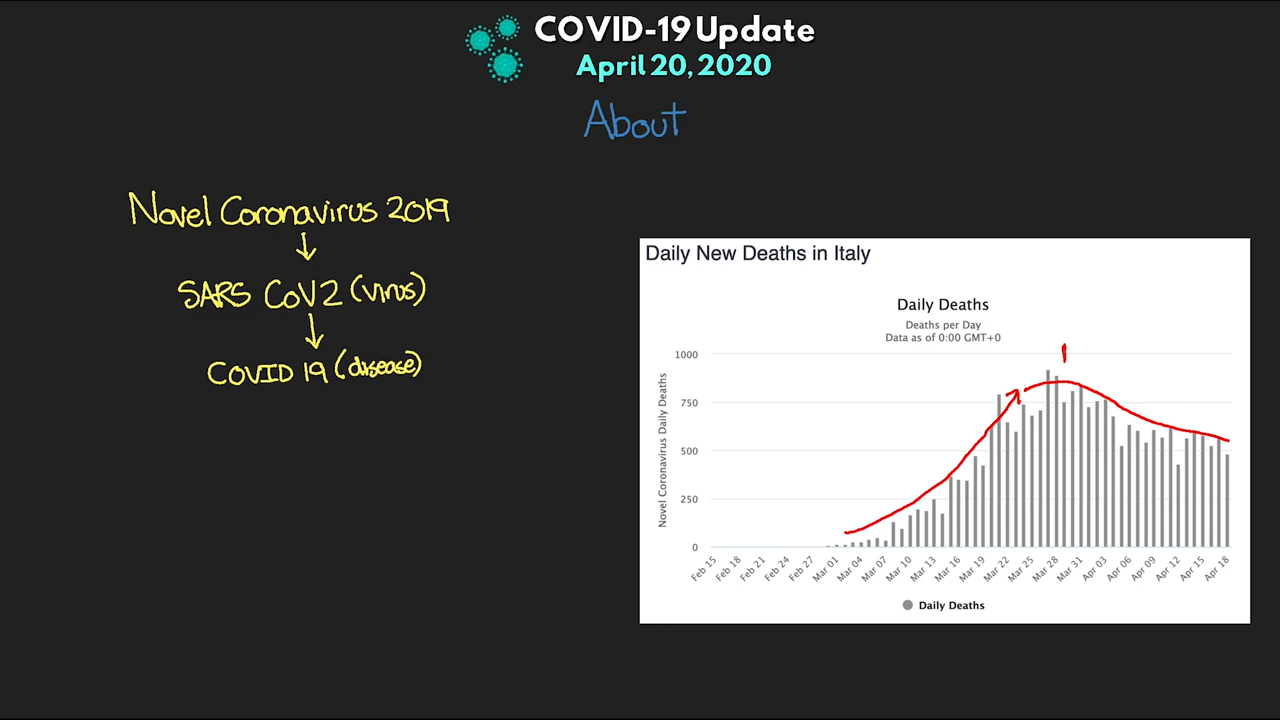 COVID-19 Update
April 20, 2020
About
Novel Coronavirus 2019
SARS CoV2 (virus)
COVID 19 (disease)
Daily New Deaths in Italy
Daily Deaths
Deaths per Day
Data as of 0:00 GMT+0
Novel Coronavirus Daily Deaths
1000
750
500
250
0
Feb 15
Feb 18
Feb 21
Feb 24
Feb 27
Mar 01
Mar 04
Mar 07
Mar 10
Mar 13
Mar 16
Mar 19
Mar 22
Mar 25
Mar 28
Mar 31
Apr 03
Apr 06
Apr 09
Apr 12
Apr 15
Apr 18
Daily Deaths